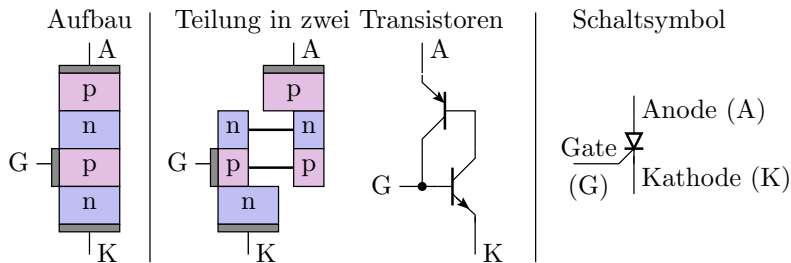 Aufbau
Teilung in zwei Transistoren
Schaltsymbol
A
p
n
G
p
n
K
A
p
n
n
G
p
p
n
K
A
G
K
Anode (A)
Gate
(G)
Kathode (K)